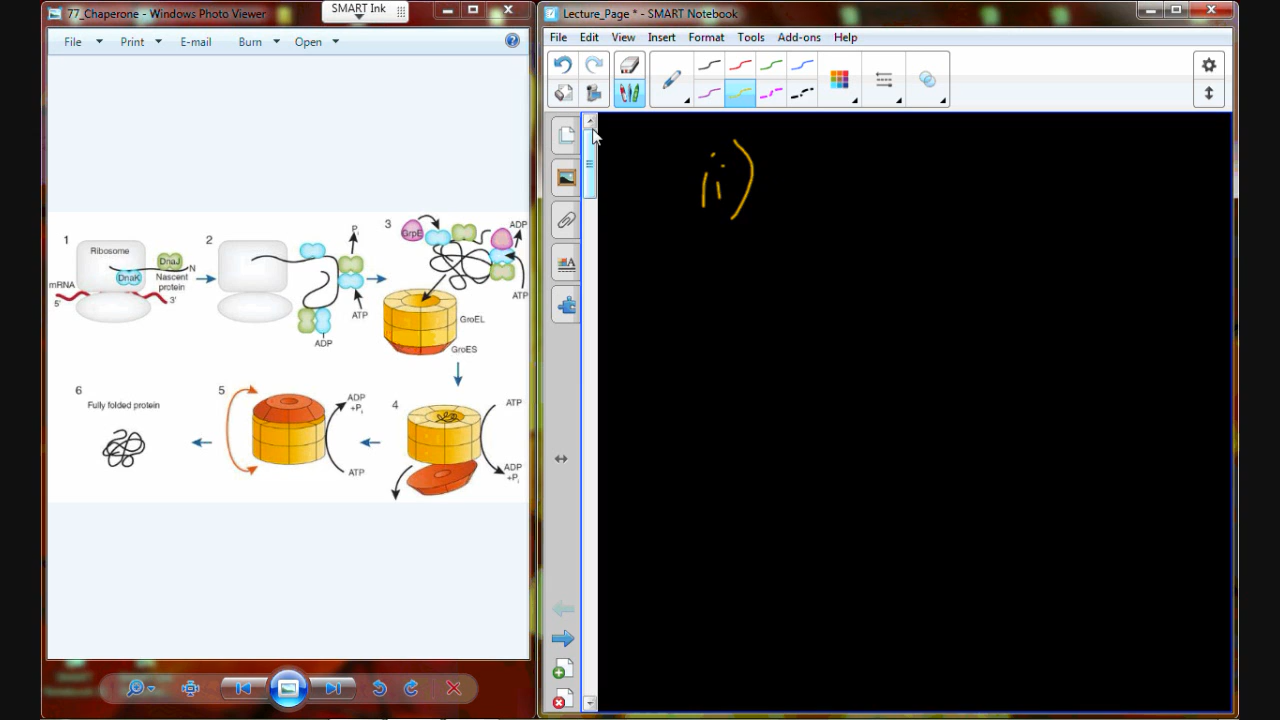 77_Chaperone - Windows Photo Viewer
SMART Ink
File Print E-mail Burn Open
1
Ribosome
DnaJ
DnaK
N
Nascent
protein
mRNA
5'
3'
2
Pi
ATP
ADP
3
GrpE
ADP
ATP
GroEL
GroES
6
Fully folded protein
5
ADP
+Pi
ATP
4
ATP
ADP
+Pi
Lecture_Page * - SMART Notebook
File Edit View Insert Format Tools Add-ons Help
ii)